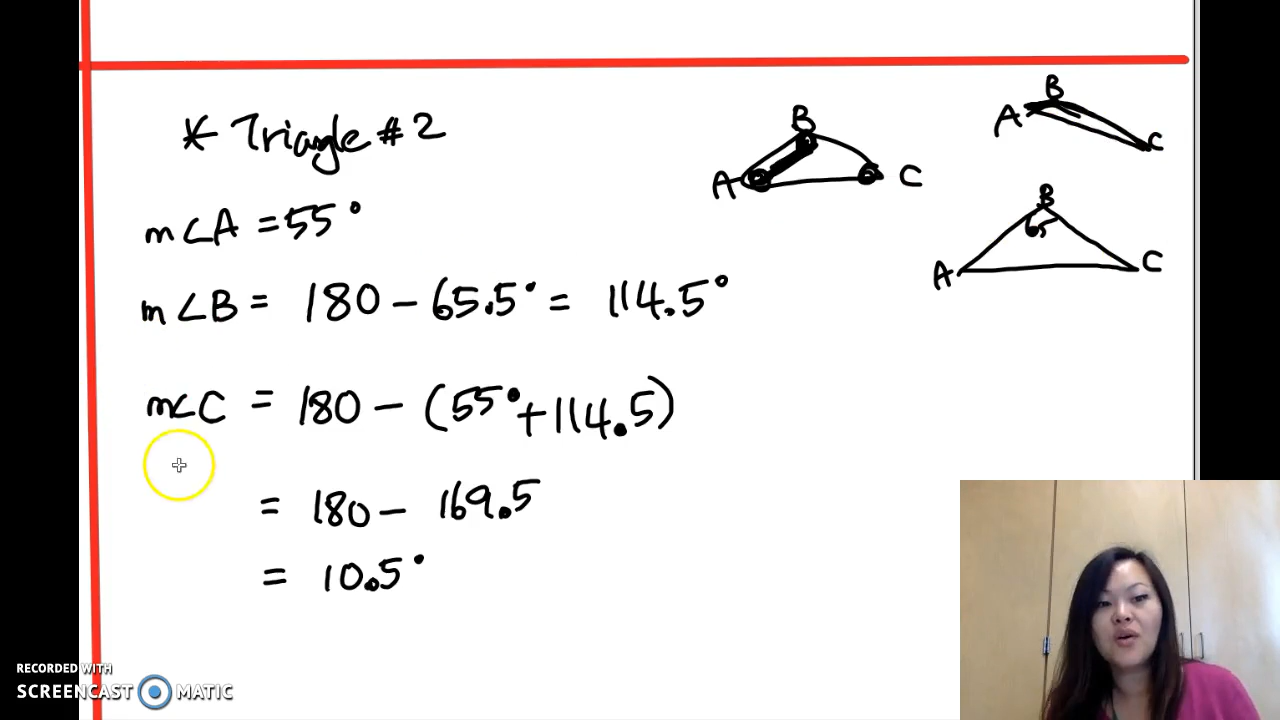 * Triangle #2
m∠A = 55°
m∠B = 180 - 65.5° = 114.5°
m∠C = 180 - (55° + 114.5)
= 180 - 169.5
= 10.5°
B
A
C
B
A
C
B
65
A
C
RECORDED WITH
SCREENCAST MATIC